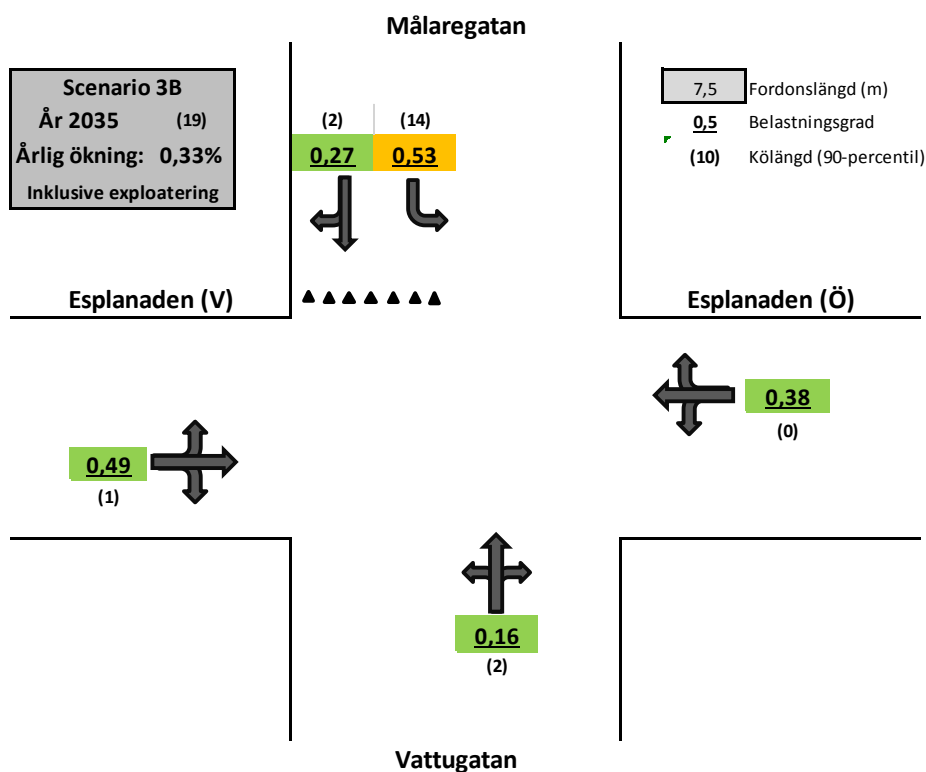 Målaregatan
Scenario 3B
År 2035 (19)
Årlig ökning: 0,33%
Inklusive exploatering
(2) (14)
0,27 0,53
7,5 Fordonslängd (m)
0,5 Belastningsgrad
(10) Kölängd (90-percentil)
Esplanaden (V)
Esplanaden (Ö)
0,38
(0)
0,49
(1)
0,16
(2)
Vattugatan